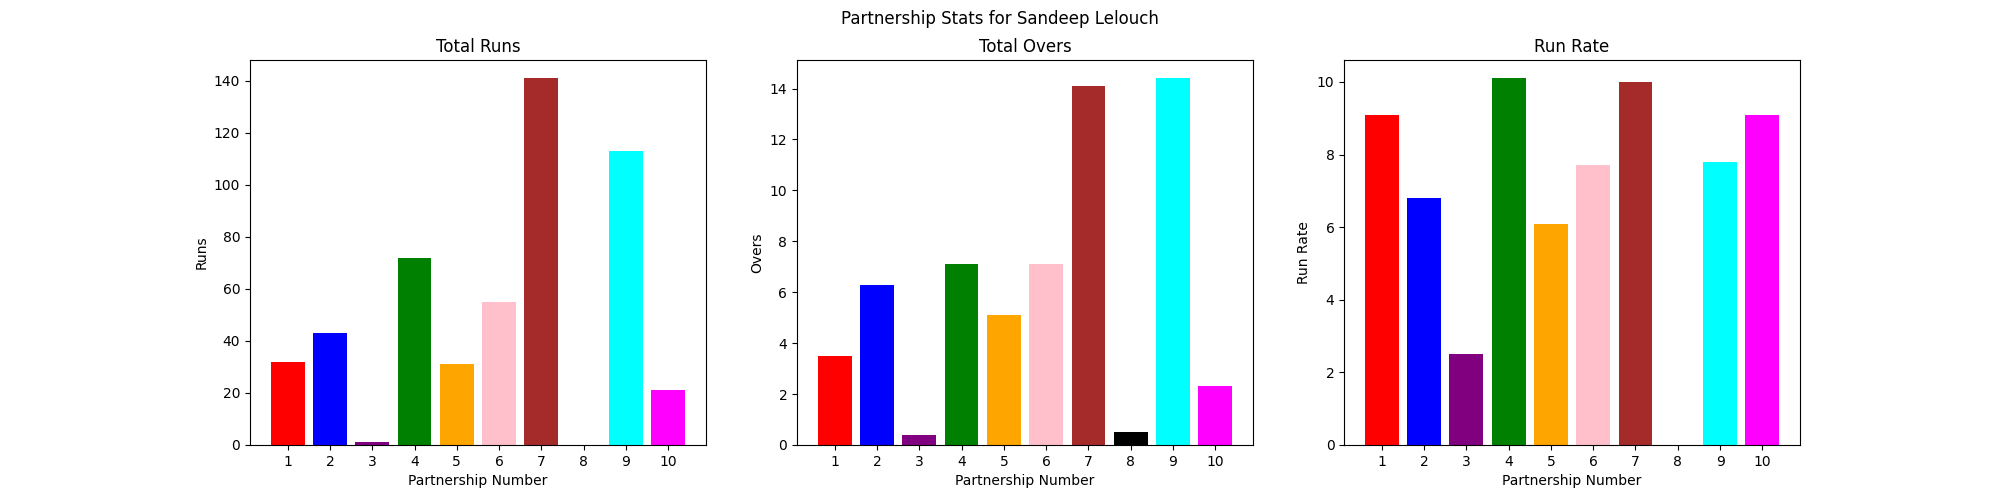 Partnership Stats for Sandeep Lelouch
Total Runs
140
120
100
80
60
40
20
0
Runs
1 2 3 4 5 6 7 8 9 10
Partnership Number
Total Overs
14
12
10
8
6
4
2
0
Overs
1 2 3 4 5 6 7 8 9 10
Partnership Number
Run Rate
10
8
6
4
2
0
Run Rate
1 2 3 4 5 6 7 8 9 10
Partnership Number